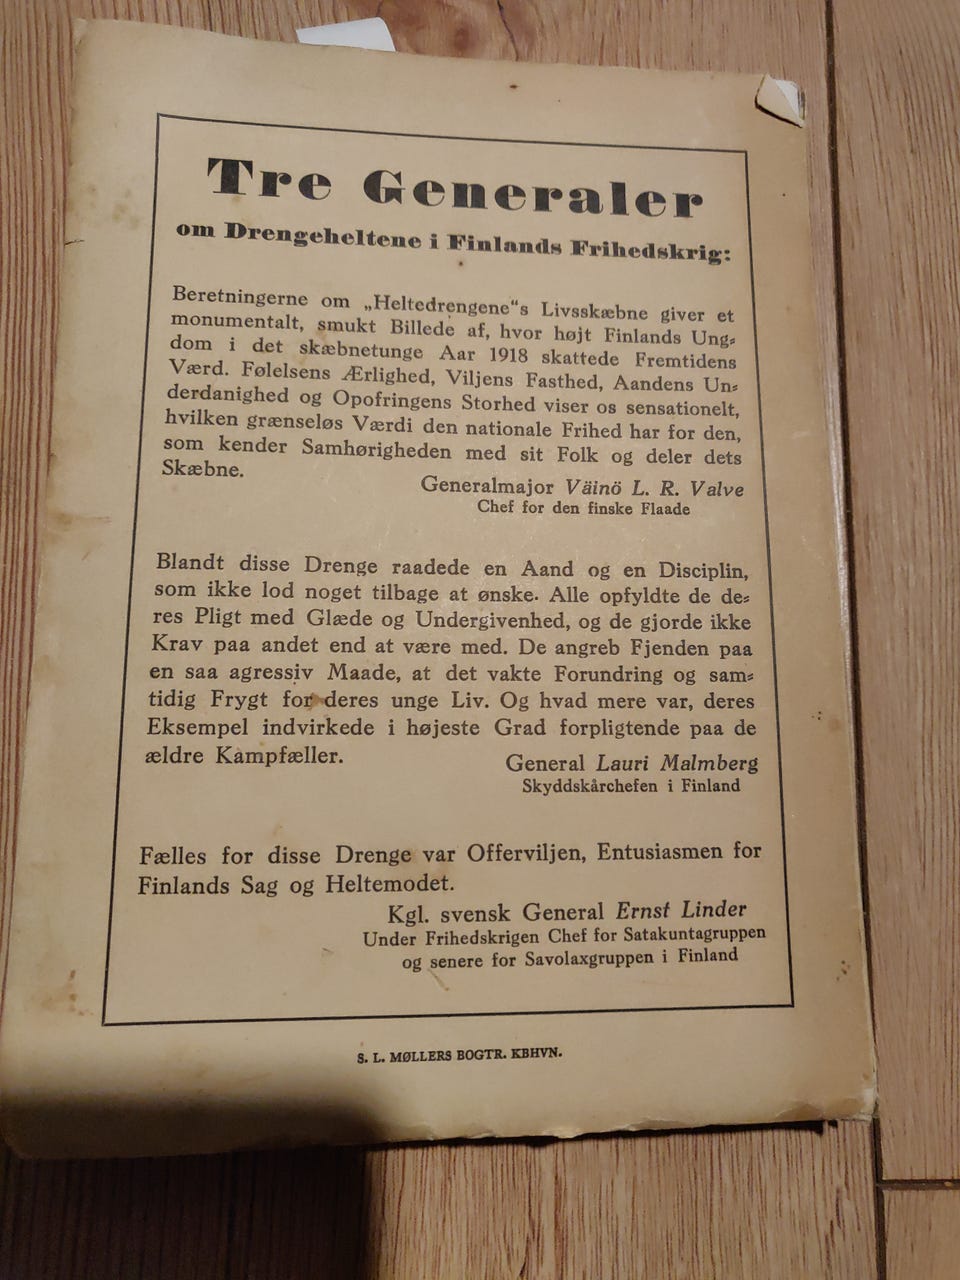 Tre Generaler
om Drengeheltene i Finlands Frihedskrig:
Beretningerne om „Heltedrengene“s Livsskæbne giver et
monumentalt, smukt Billede af, hvor højt Finlands Ung⸗
dom i det skæbnetunge Aar 1918 skattede Fremtidens
Værd. Følelsens Ærlighed, Viljens Fasthed, Aandens Un⸗
derdanighed og Opofringens Storhed viser os sensationelt,
hvilken grænseløs Værdi den nationale Frihed har for den,
som kender Samhørigheden med sit Folk og deler dets
Skæbne.
Generalmajor Väinö L. R. Valve
Chef for den finske Flaade
Blandt disse Drenge raadede en Aand og en Disciplin,
som ikke lod noget tilbage at ønske. Alle opfyldte de de⸗
res Pligt med Glæde og Undergivenhed, og de gjorde ikke
Krav paa andet end at være med. De angreb Fjenden paa
en saa agressiv Maade, at det vakte Forundring og sam⸗
tidig Frygt for deres unge Liv. Og hvad mere var, deres
Eksempel indvirkede i højeste Grad forpligtende paa de
ældre Kampfæller.
General Lauri Malmberg
Skyddskårchefen i Finland
Fælles for disse Drenge var Offerviljen, Entusiasmen for
Finlands Sag og Heltemodet.
Kgl. svensk General Ernst Linder
Under Frihedskrigen Chef for Satakuntagruppen
og senere for Savolaxgruppen i Finland
S. L. MØLLERS BOGTR. KBHVN.